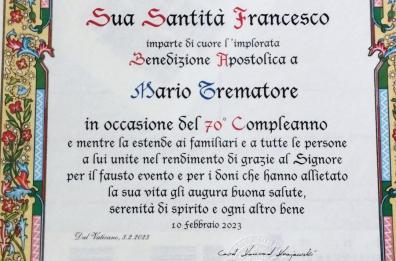 Sua Santità Francesco
imparte di cuore l'implorata
Benedizione Apostolica a
Mario Trematore
in occasione del 70° Compleanno
e mentre la estende ai familiari e a tutte le persone
a lui unite nel rendimento di grazie al Signore
per il fausto evento e per i doni che hanno allietato
la sua vita gli augura buona salute,
serenità di spirito e ogni altro bene
10 Febbraio 2023
Dal Vaticano, 3.2.2023